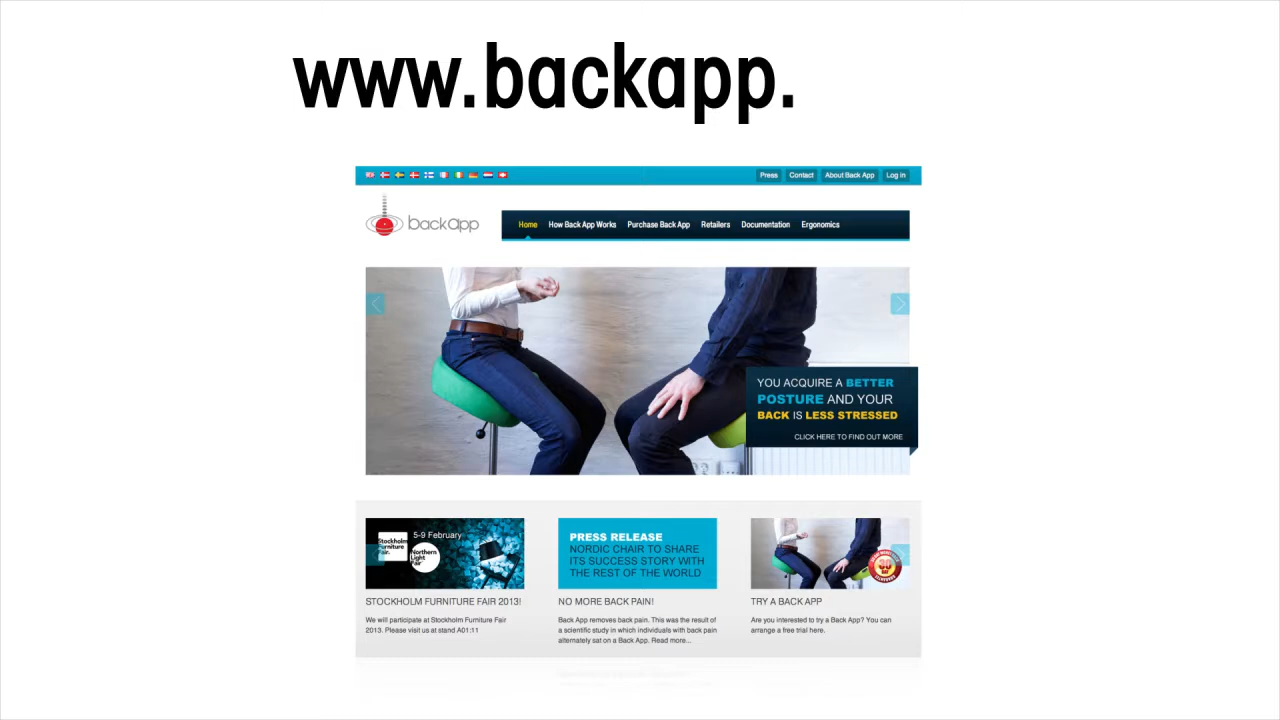 www.backapp.
Press Contact About Back App Log in
backapp
Home How Back App Works Purchase Back App Retailers Documentation Ergonomics
YOU ACQUIRE A BETTER
POSTURE AND YOUR
BACK IS LESS STRESSED
CLICK HERE TO FIND OUT MORE
Stockholm
Furniture
Fair.
5-9 February
Northern
Light
Fair
PRESS RELEASE
NORDIC CHAIR TO SHARE
ITS SUCCESS STORY WITH
THE REST OF THE WORLD
30
DAY
STOCKHOLM FURNITURE FAIR 2013!
We will participate at Stockholm Furniture Fair
2013. Please visit us at stand A01:11
NO MORE BACK PAIN!
Back App removes back pain. This was the result of
a scientific study in which individuals with back pain
alternately sat on a Back App. Read more...
TRY A BACK APP
Are you interested to try a Back App? You can
arrange a free trial here.